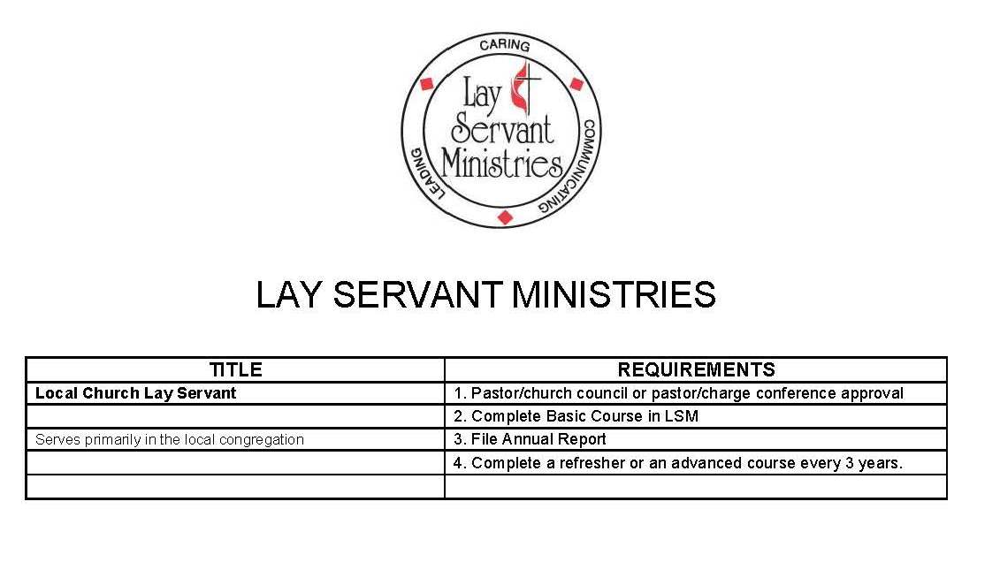 CARING
Lay
Servant
Ministries
LEADING
COMMUNICATING
LAY SERVANT MINISTRIES
TITLE REQUIREMENTS
Local Church Lay Servant 1. Pastor/church council or pastor/charge conference approval
2. Complete Basic Course in LSM
Serves primarily in the local congregation 3. File Annual Report
4. Complete a refresher or an advanced course every 3 years.